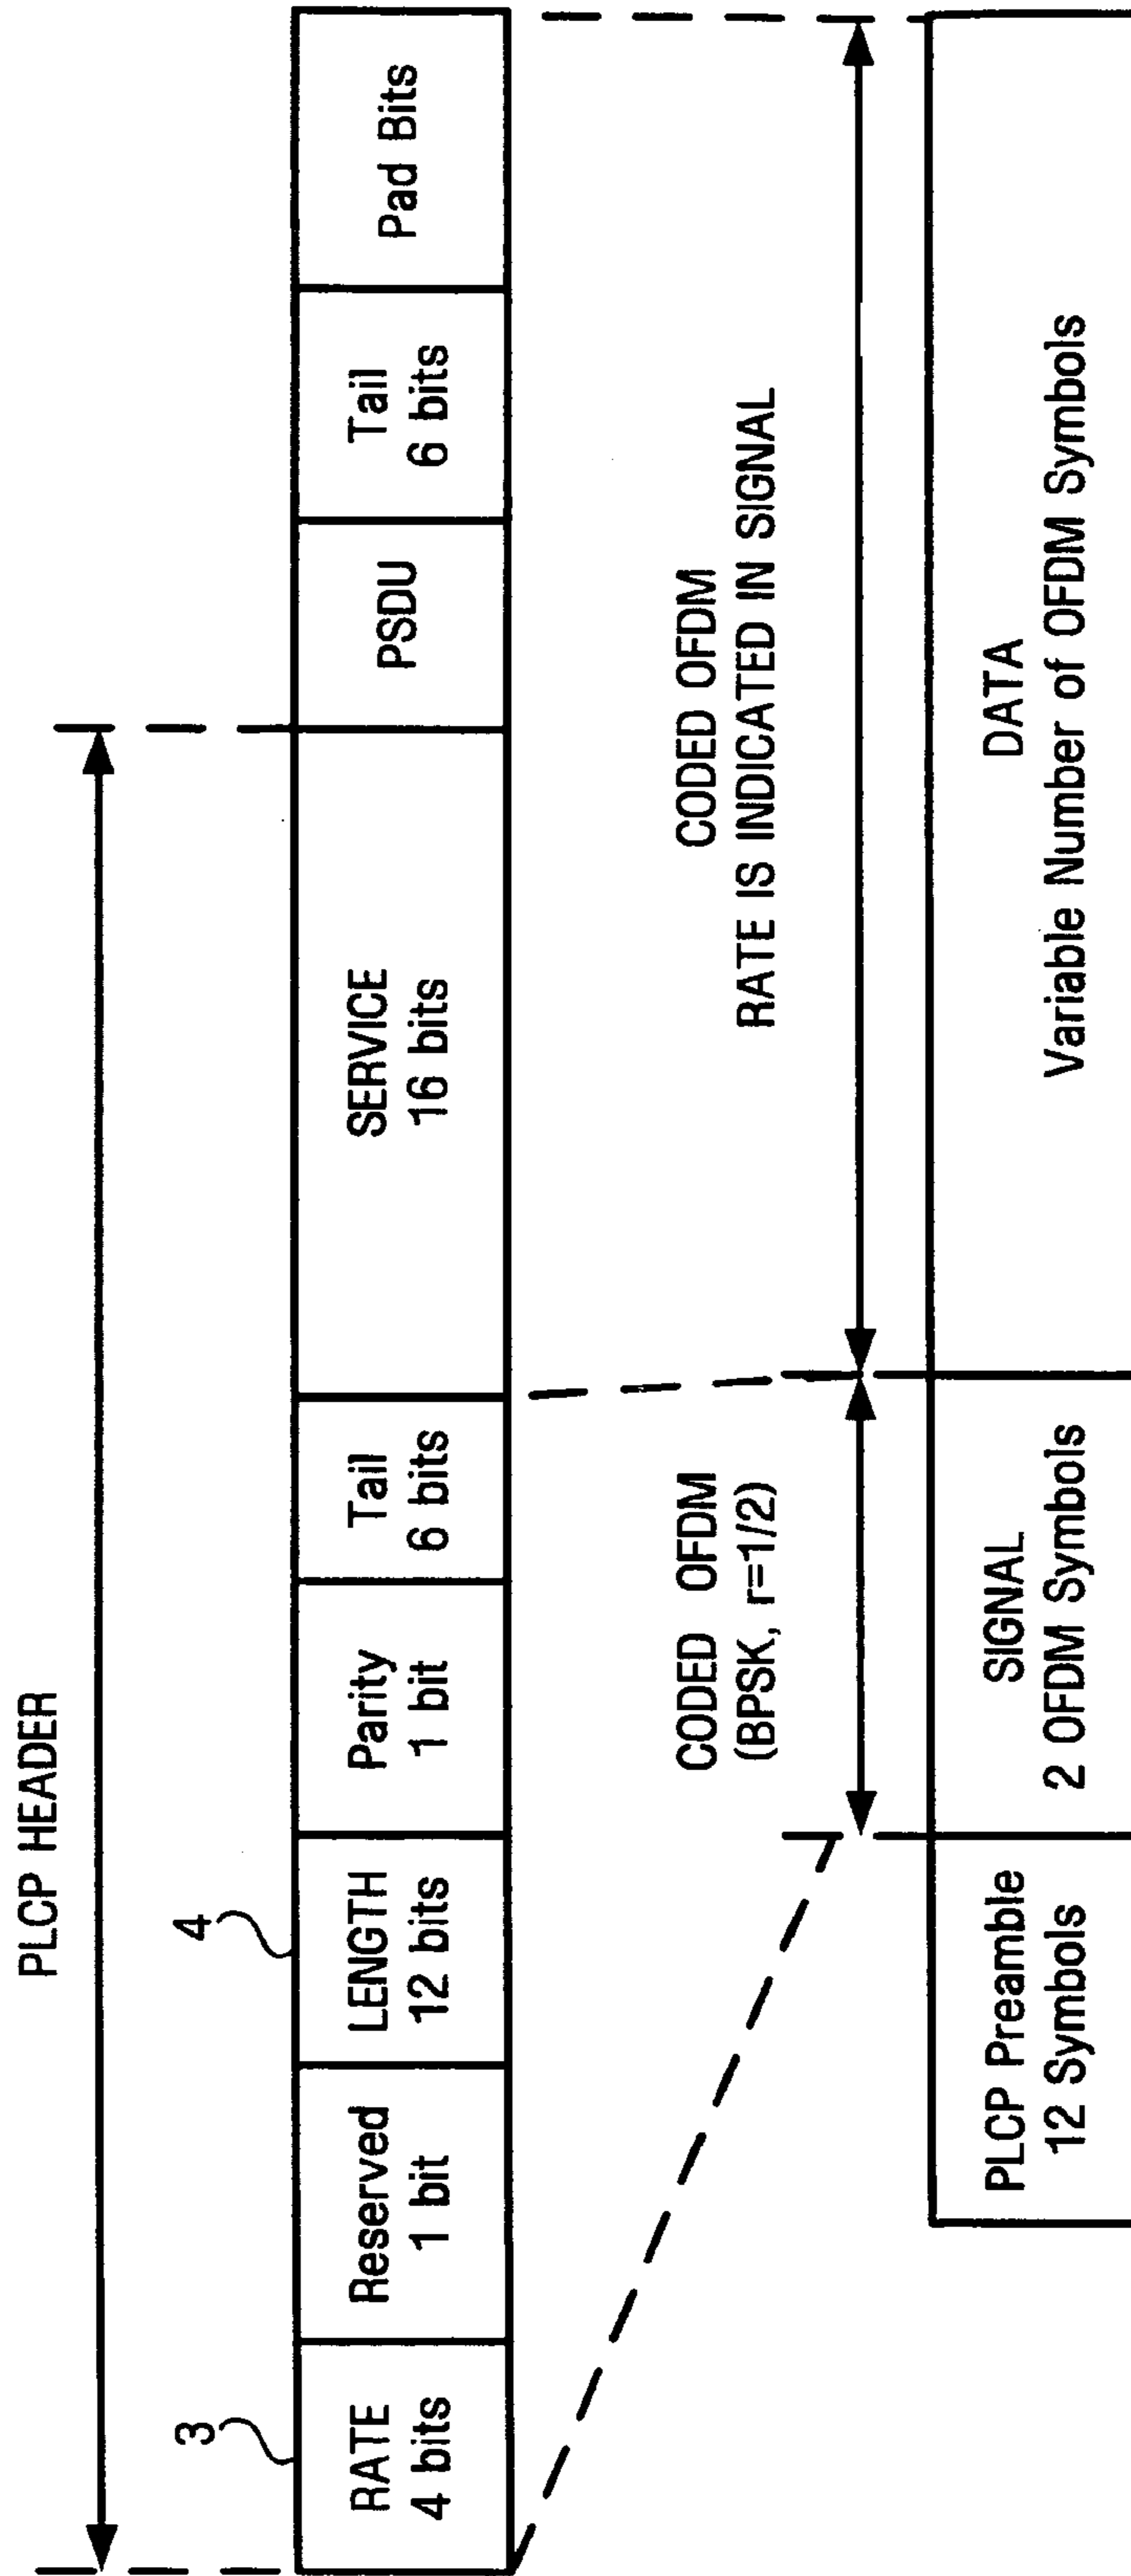 PLCP HEADER
3
4
RATE
4 bits
Reserved
1 bit
LENGTH
12 bits
Parity
1 bit
Tail
6 bits
SERVICE
16 bits
PSDU
Tail
6 bits
Pad Bits
CODED OFDM
(BPSK, r=1/2)
CODED OFDM
RATE IS INDICATED IN SIGNAL
PLCP Preamble
12 Symbols
SIGNAL
2 OFDM Symbols
DATA
Variable Number of OFDM Symbols